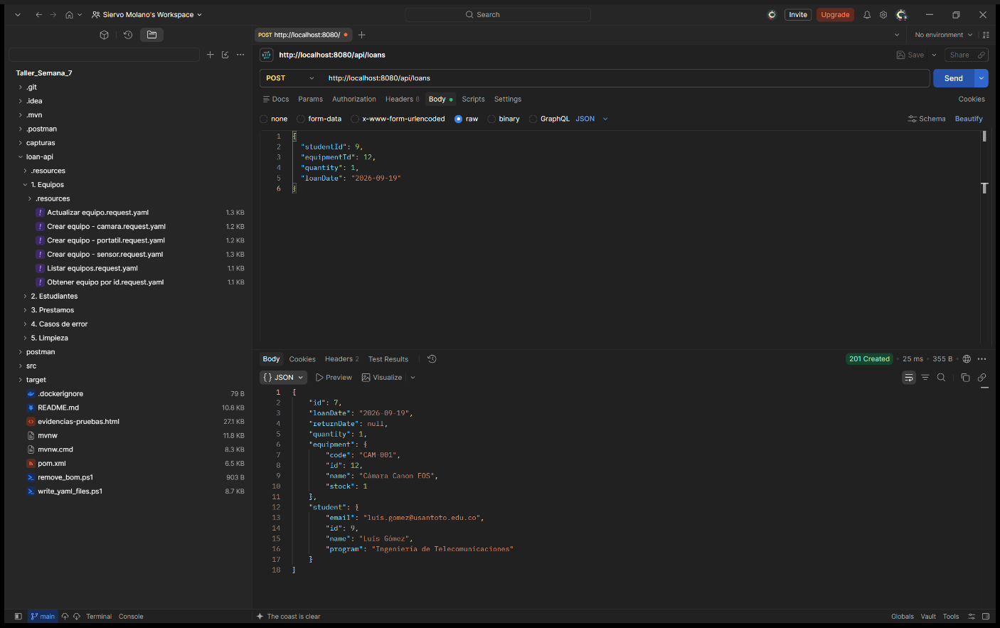 Siervo Molano's Workspace
Search
Invite
Upgrade
POST http://localhost:8080/
No environment
HTTP http://localhost:8080/api/loans
Save
Share
Taller_Semana_7
.git
.idea
.mvn
.postman
capturas
loan-api
.resources
1. Equipos
.resources
Actualizar equipo.request.yaml 1.3 KB
Crear equipo - camara.request.yaml 1.2 KB
Crear equipo - portatil.request.yaml 1.2 KB
Crear equipo - sensor.request.yaml 1.3 KB
Listar equipos.request.yaml 1.1 KB
Obtener equipo por id.request.yaml 1.1 KB
2. Estudiantes
3. Prestamos
4. Casos de error
5. Limpieza
postman
src
target
.dockerignore 79 B
README.md 10.8 KB
evidencias-pruebas.html 27.1 KB
mvnw 11.8 KB
mvnw.cmd 8.3 KB
pom.xml 6.5 KB
remove_bom.ps1 903 B
write_yaml_files.ps1 8.7 KB
POST http://localhost:8080/api/loans
Send
Docs Params Authorization Headers 8 Body Scripts Settings Cookies
none form-data x-www-form-urlencoded raw binary GraphQL JSON Schema Beautify
1 {
2 "studentId": 9,
3 "equipmentId": 12,
4 "quantity": 1,
5 "loanDate": "2026-09-19"
6 }
Body Cookies Headers 2 Test Results 201 Created 25 ms 355 B
{ } JSON Preview Visualize
1 {
2 "id": 7,
3 "loanDate": "2026-09-19",
4 "returnDate": null,
5 "quantity": 1,
6 "equipment": {
7 "code": "CAM-001",
8 "id": 12,
9 "name": "Cámara Canon EOS",
10 "stock": 1
11 },
12 "student": {
13 "email": "luis.gomez@usantoto.edu.co",
14 "id": 9,
15 "name": "Luis Gómez",
16 "program": "Ingeniería de Telecomunicaciones"
17 }
18 }
main
Terminal
Console
The coast is clear
Globals Vault Tools